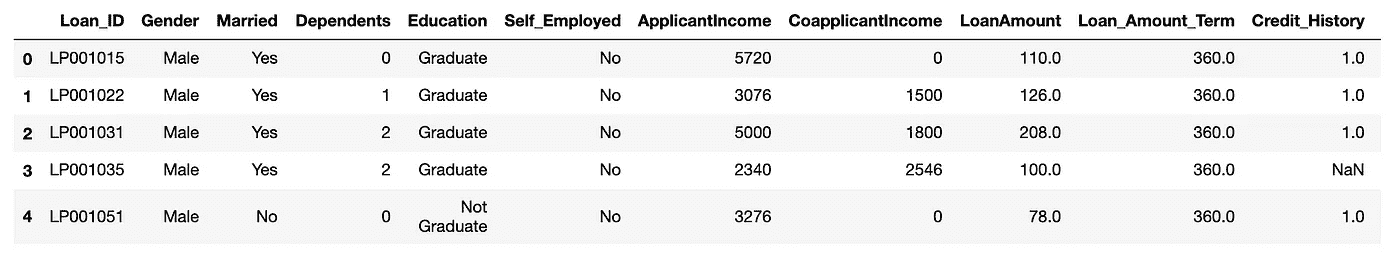 Loan_ID Gender Married Dependents Education Self_Employed ApplicantIncome CoapplicantIncome LoanAmount Loan_Amount_Term Credit_History
0 LP001015 Male Yes 0 Graduate No 5720 0 110.0 360.0 1.0
1 LP001022 Male Yes 1 Graduate No 3076 1500 126.0 360.0 1.0
2 LP001031 Male Yes 2 Graduate No 5000 1800 208.0 360.0 1.0
3 LP001035 Male Yes 2 Graduate No 2340 2546 100.0 360.0 NaN
4 LP001051 Male No 0 Not Graduate No 3276 0 78.0 360.0 1.0